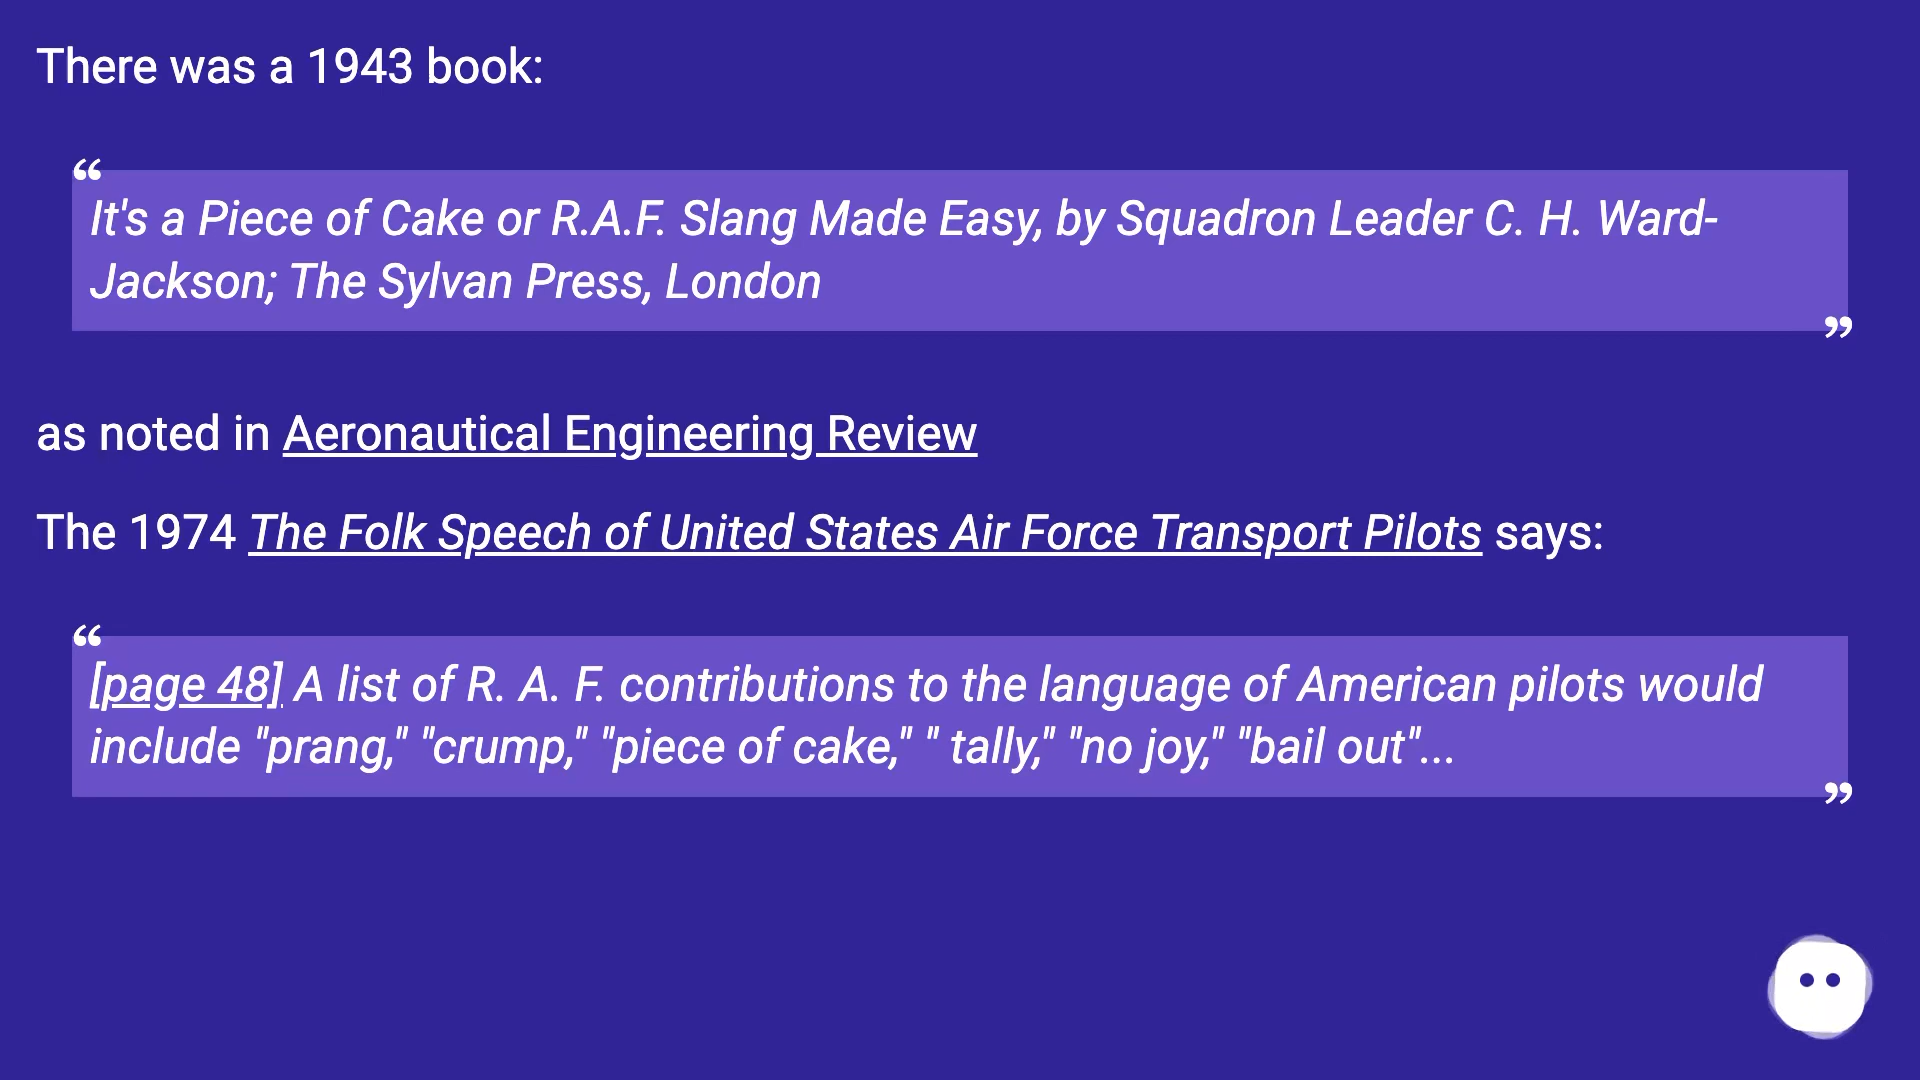 There was a 1943 book:
“
It's a Piece of Cake or R.A.F. Slang Made Easy, by Squadron Leader C. H. Ward-
Jackson; The Sylvan Press, London
”
as noted in Aeronautical Engineering Review
The 1974 The Folk Speech of United States Air Force Transport Pilots says:
“
[page 48] A list of R. A. F. contributions to the language of American pilots would
include "prang," "crump," "piece of cake," " tally," "no joy," "bail out"...
”